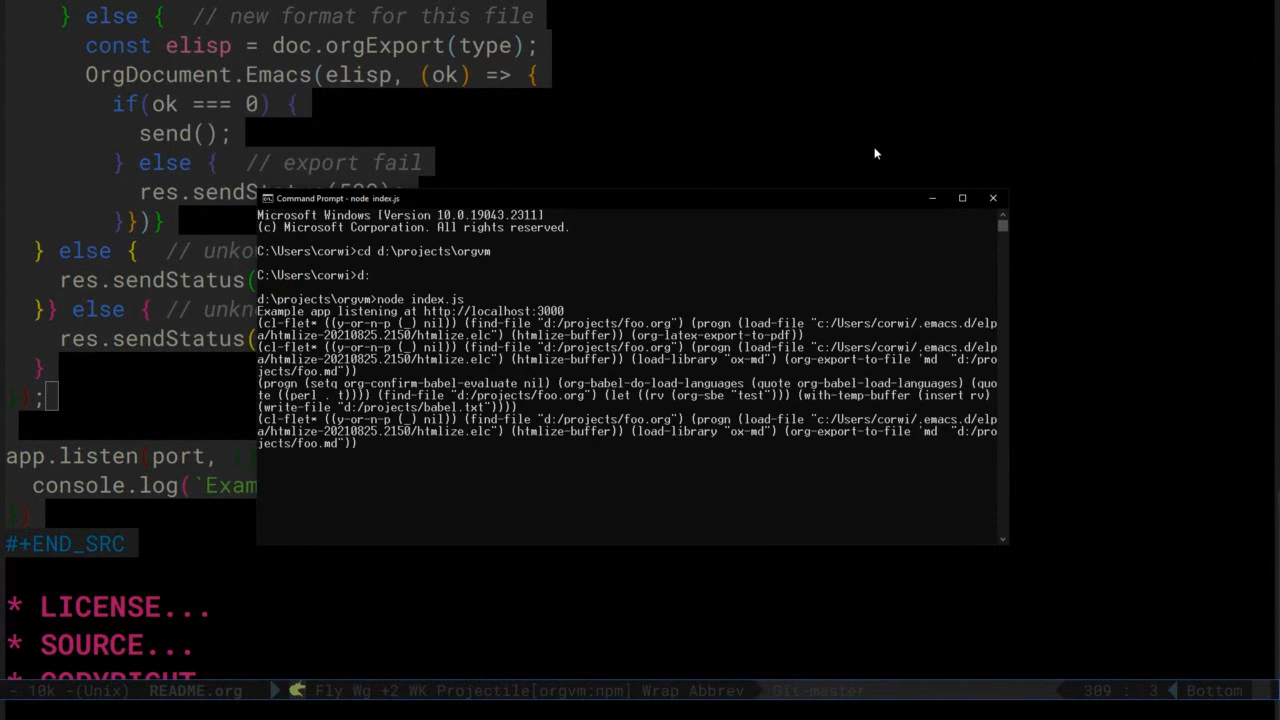 } else {  // new format for this file
const elisp = doc.orgExport(type);
OrgDocument.Emacs(elisp, (ok) => {
if(ok === 0) {
send();
} else {  // export fail
res.sendStat
}})}
} else {  // unko
res.sendStatus(
}} else {  // unkn
res.sendStatus(
}
});
app.listen(port, (
console.log(`Exam
})
#+END_SRC
* LICENSE...
* SOURCE...
* COPYRIGHT
Command Prompt - node  index.js
Microsoft Windows [Version 10.0.19043.2311]
(c) Microsoft Corporation. All rights reserved.
C:\Users\corwi>cd d:\projects\orgvm
C:\Users\corwi>d:
d:\projects\orgvm>node index.js
Example app listening at http://localhost:3000
(cl-flet* ((y-or-n-p (_) nil)) (find-file "d:/projects/foo.org") (progn (load-file "c:/Users/corwi/.emacs.d/elp
a/htmlize-20210825.2150/htmlize.elc") (htmlize-buffer)) (org-latex-export-to-pdf))
(cl-flet* ((y-or-n-p (_) nil)) (find-file "d:/projects/foo.org") (progn (load-file "c:/Users/corwi/.emacs.d/elp
a/htmlize-20210825.2150/htmlize.elc") (htmlize-buffer)) (load-library "ox-md") (org-export-to-file 'md  "d:/pro
jects/foo.md"))
(progn (setq org-confirm-babel-evaluate nil) (org-babel-do-load-languages (quote org-babel-load-languages) (quo
te ((perl . t)))) (find-file "d:/projects/foo.org") (let ((rv (org-sbe "test"))) (with-temp-buffer (insert rv)
(write-file "d:/projects/babel.txt"))))
(cl-flet* ((y-or-n-p (_) nil)) (find-file "d:/projects/foo.org") (progn (load-file "c:/Users/corwi/.emacs.d/elp
a/htmlize-20210825.2150/htmlize.elc") (htmlize-buffer)) (load-library "ox-md") (org-export-to-file 'md  "d:/pro
jects/foo.md"))
- 10k -(Unix)  README.org  Fly Wg +2 WK Projectile[orgvm:npm] Wrap Abbrev  Git-master  309 :  3  Bottom